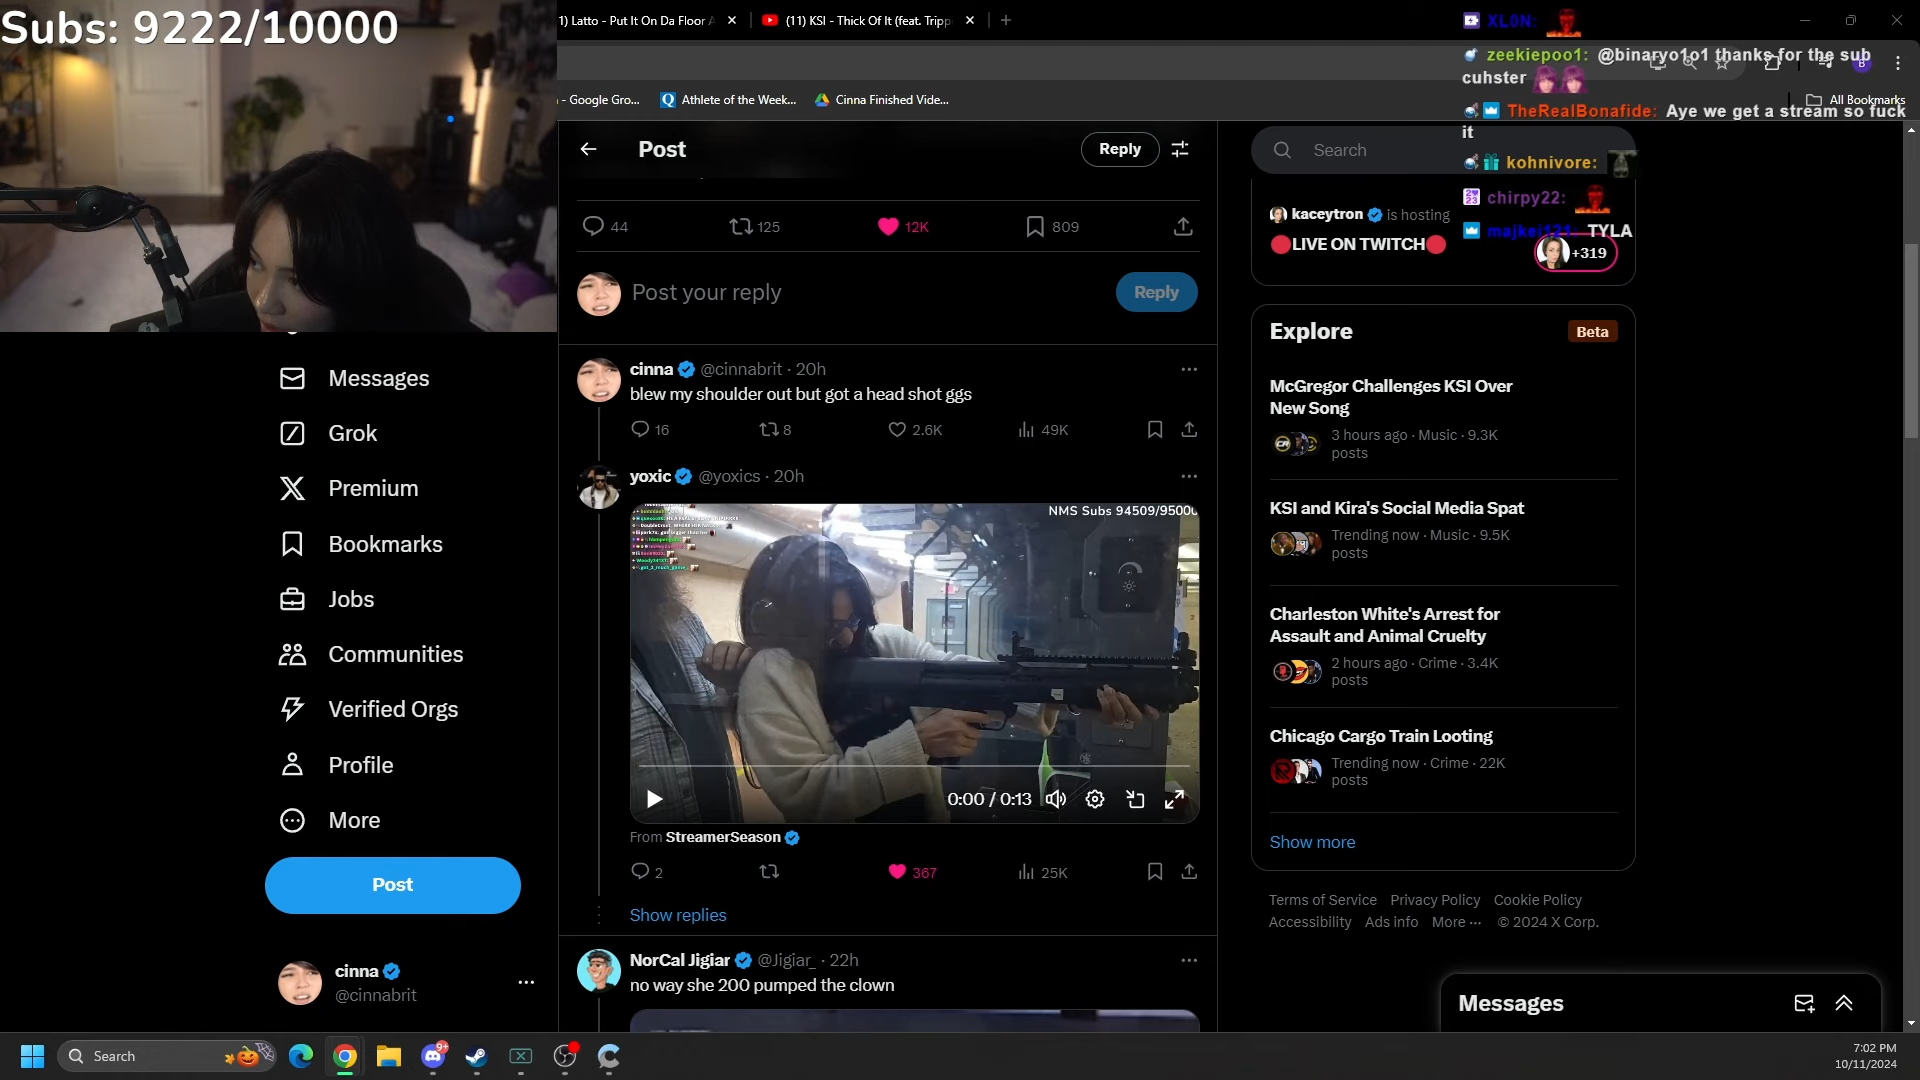 Subs: 9222/10000
1) Latto - Put It On Da Floor A
(11) KSI - Thick Of It (feat. Tripp
- Google Gro...
Athlete of the Week...
Cinna Finished Vide...
All Bookmarks
XL0N:
zeekiepoo1: @binaryo1o1 thanks for the sub
cuhster
TheRealBonafide: Aye we get a stream so fuck
it
kohnivore:
chirpy22:
majkei121: TYLA
Post
Reply
44
125
12K
809
Post your reply
Reply
cinna @cinnabrit · 20h
blew my shoulder out but got a head shot ggs
16
8
2.6K
49K
yoxic @yoxics · 20h
NMS Subs 94509/95000
0:00 / 0:13
From StreamerSeason
2
367
25K
Show replies
NorCal Jigiar @Jigiar_ · 22h
no way she 200 pumped the clown
Messages
Grok
Premium
Bookmarks
Jobs
Communities
Verified Orgs
Profile
More
Post
cinna
@cinnabrit
Search
kaceytron is hosting
LIVE ON TWITCH
+319
Explore
Beta
McGregor Challenges KSI Over
New Song
3 hours ago · Music · 9.3K
posts
KSI and Kira's Social Media Spat
Trending now · Music · 9.5K
posts
Charleston White's Arrest for
Assault and Animal Cruelty
2 hours ago · Crime · 3.4K
posts
Chicago Cargo Train Looting
Trending now · Crime · 22K
posts
Show more
Terms of Service Privacy Policy Cookie Policy
Accessibility Ads info More ··· © 2024 X Corp.
Messages
Search
9+
7:02 PM
10/11/2024